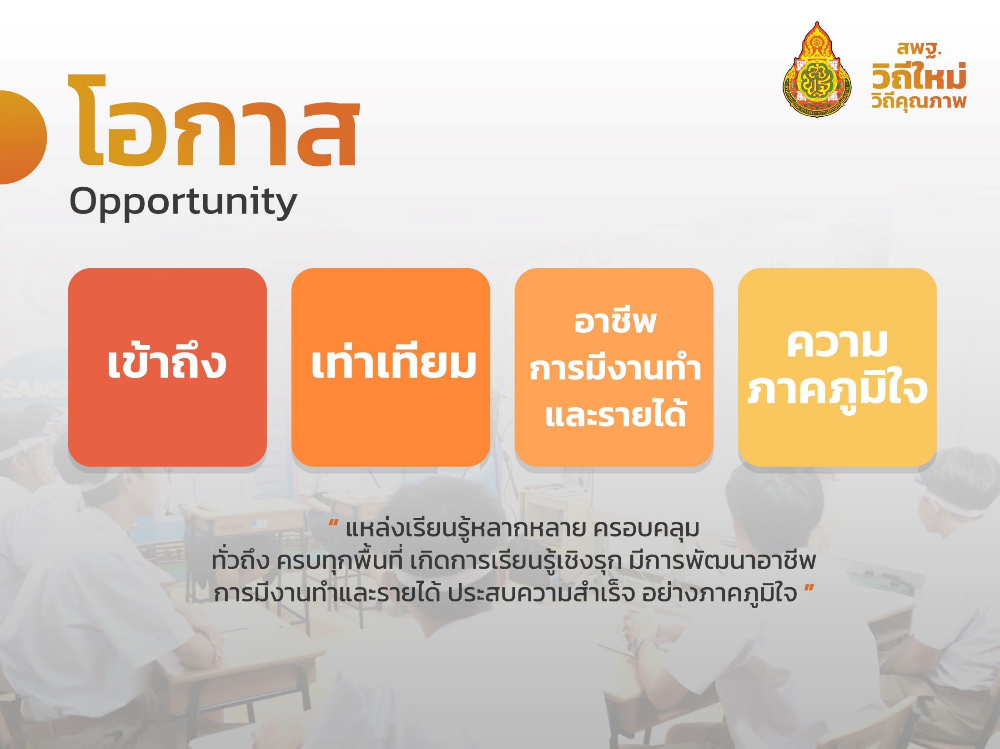 สพฐ.
วิถีใหม่
วิถีคุณภาพ
โอกาส
Opportunity
เข้าถึง
เท่าเทียม
อาชีพ
การมีงานทำ
และรายได้
ความ
ภาคภูมิใจ
SAMS
" แหล่งเรียนรู้หลากหลาย ครอบคลุม
ทั่วถึง ครบทุกพื้นที่ เกิดการเรียนรู้เชิงรุก มีการพัฒนาอาชีพ
การมีงานทำและรายได้ ประสบความสำเร็จ อย่างภาคภูมิใจ "